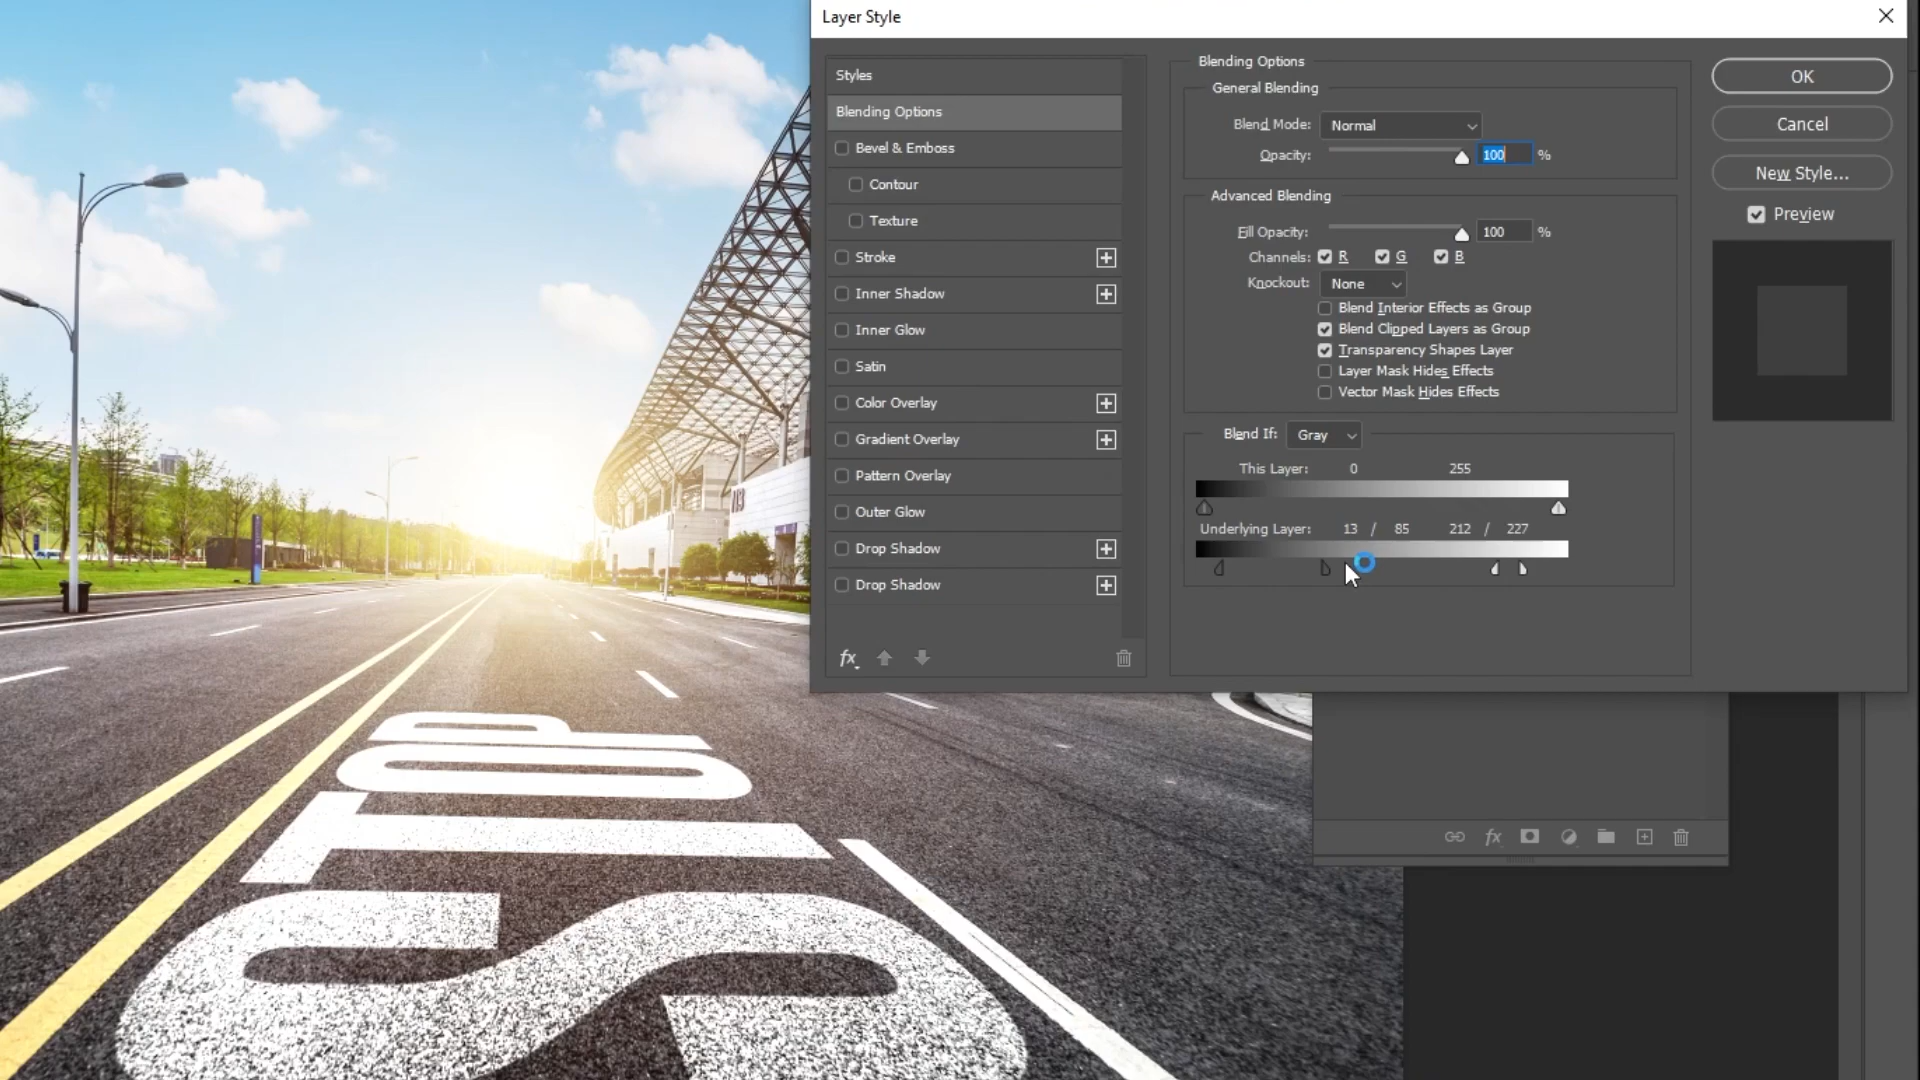 Layer Style
Styles
Blending Options
Bevel & Emboss
Contour
Texture
Stroke
Inner Shadow
Inner Glow
Satin
Color Overlay
Gradient Overlay
Pattern Overlay
Outer Glow
Drop Shadow
Drop Shadow
fx
Blending Options
General Blending
Blend Mode: Normal
Opacity: 100 %
Advanced Blending
Fill Opacity: 100 %
Channels: R G B
Knockout: None
Blend Interior Effects as Group
Blend Clipped Layers as Group
Transparency Shapes Layer
Layer Mask Hides Effects
Vector Mask Hides Effects
Blend If: Gray
This Layer: 0 255
Underlying Layer: 13 / 85 212 / 227
OK
Cancel
New Style...
Preview
fx
STOP